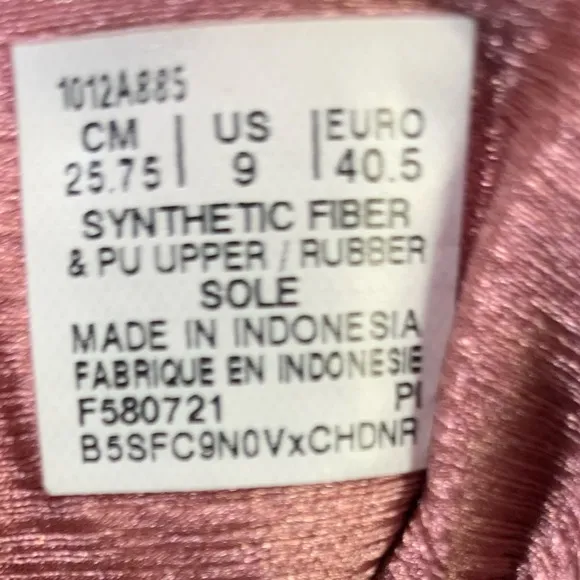 1012A885
CM | US | EURO
25.75 | 9 | 40.5
SYNTHETIC FIBER
& PU UPPER / RUBBER
SOLE
MADE IN INDONESIA
FABRIQUE EN INDONESIE
F580721 PI
B5SFC9N0VxCHDNR